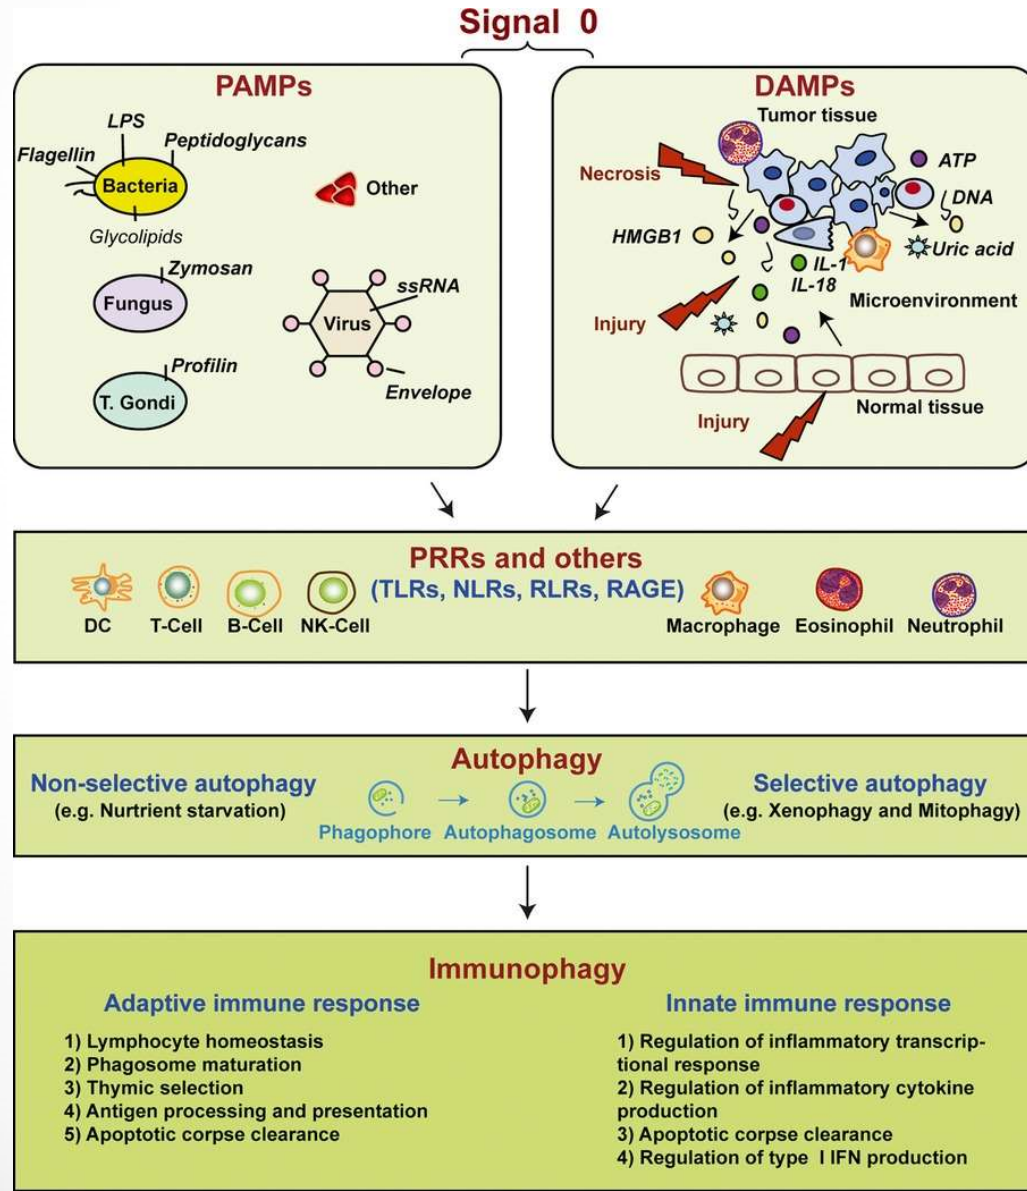 Signal 0
PAMPs
LPS
Peptidoglycans
Flagellin
Bacteria
Glycolipids
Other
Zymosan
Fungus
ssRNA
Virus
Profilin
T. Gondi
Envelope
DAMPs
Tumor tissue
Necrosis
ATP
DNA
HMGB1
Uric acid
IL-1
IL-18
Microenvironment
Injury
Normal tissue
Injury
PRRs and others
(TLRs, NLRs, RLRs, RAGE)
DC
T-Cell
B-Cell
NK-Cell
Macrophage
Eosinophil
Neutrophil
Autophagy
Non-selective autophagy
(e.g. Nurtrient starvation)
Phagophore
Autophagosome
Autolysosome
Selective autophagy
(e.g. Xenophagy and Mitophagy)
Immunophagy
Adaptive immune response
1) Lymphocyte homeostasis
2) Phagosome maturation
3) Thymic selection
4) Antigen processing and presentation
5) Apoptotic corpse clearance
Innate immune response
1) Regulation of inflammatory transcrip-
tional response
2) Regulation of inflammatory cytokine
production
3) Apoptotic corpse clearance
4) Regulation of type I IFN production